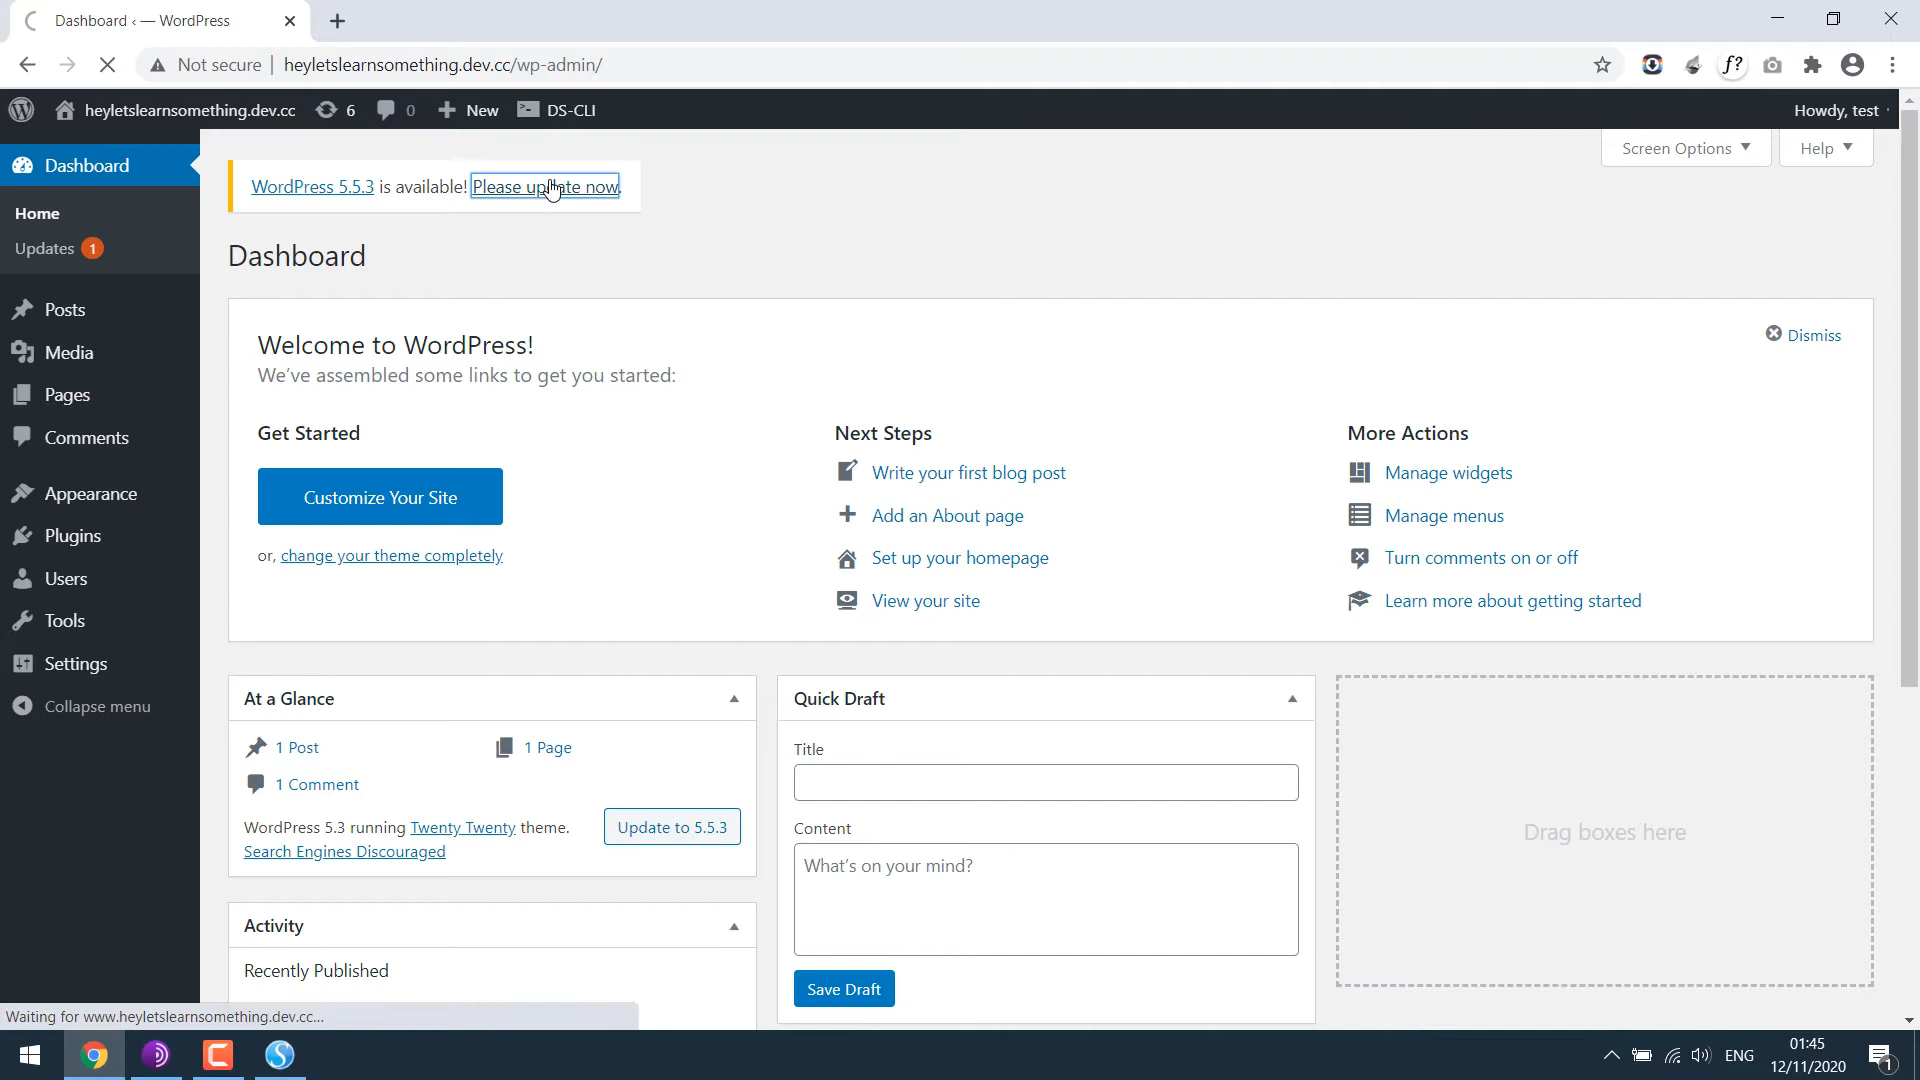 Dashboard ‹ — WordPress
Not secure heyletslearnsomething.dev.cc/wp-admin/
f?
heyletslearnsomething.dev.cc 6 0 New DS-CLI Howdy, test
Screen Options Help
Dashboard
Home
Updates 1
Posts
Media
Pages
Comments
Appearance
Plugins
Users
Tools
Settings
Collapse menu
WordPress 5.5.3 is available! Please update now.
Dashboard
Welcome to WordPress!
We've assembled some links to get you started:
Dismiss
Get Started
Customize Your Site
or, change your theme completely
Next Steps
Write your first blog post
Add an About page
Set up your homepage
View your site
More Actions
Manage widgets
Manage menus
Turn comments on or off
Learn more about getting started
At a Glance
1 Post 1 Page
1 Comment
WordPress 5.3 running Twenty Twenty theme. Update to 5.5.3
Search Engines Discouraged
Activity
Recently Published
Quick Draft
Title
Content
What's on your mind?
Save Draft
Drag boxes here
Waiting for www.heyletslearnsomething.dev.cc...
ENG
01:45
12/11/2020
1